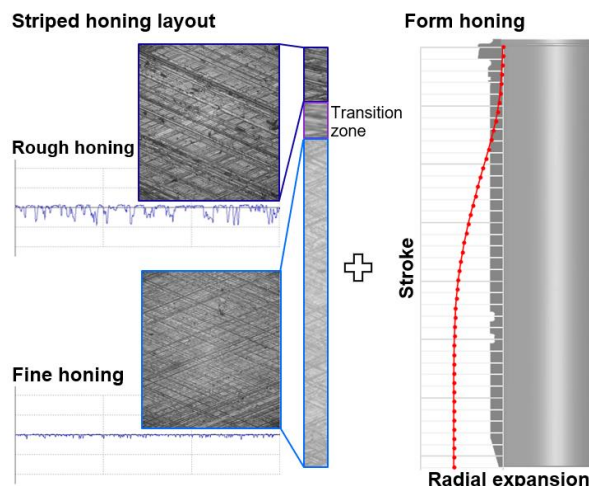 Striped honing layout
Form honing
Transition
zone
Rough honing
Stroke
Fine honing
Radial expansion